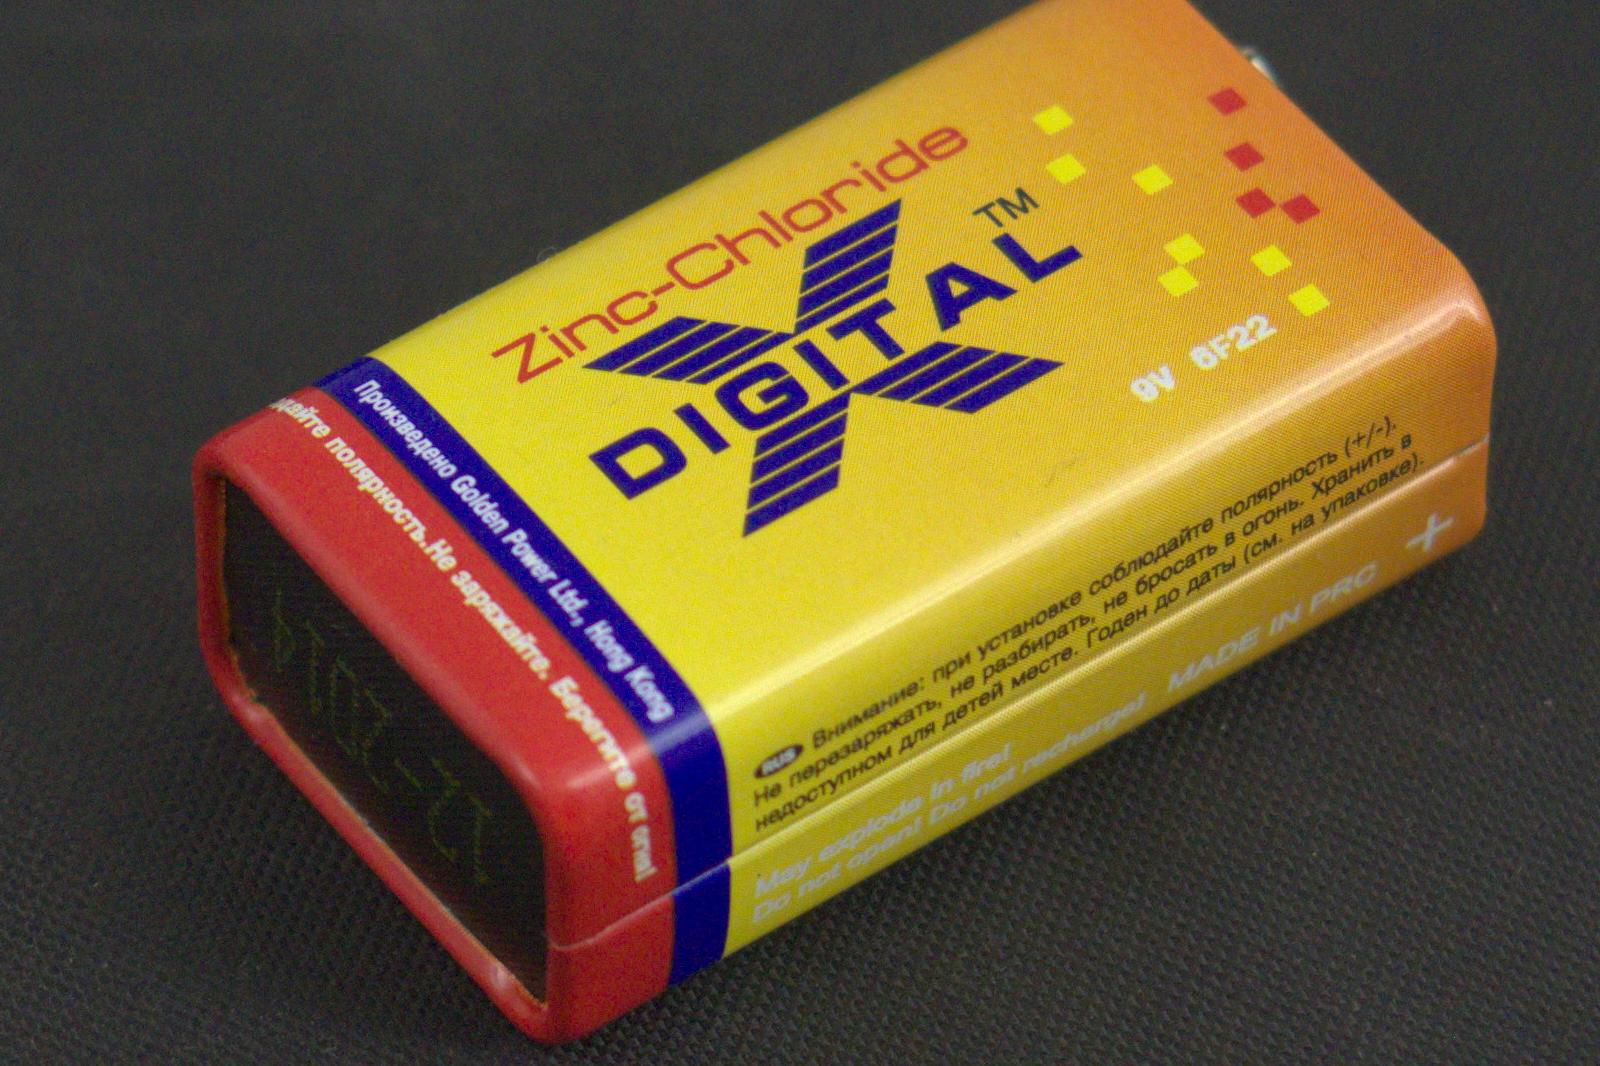 Zinc-Chloride
DIGITAL TM
9V 6F22
Произведено Golden Power Ltd., Hong Kong
полярность.Не заряжайте. Берегите от огня!
RUS Внимание: при установке соблюдайте полярность (+/-).
Не перезаряжать, не разбирать, не бросать в огонь. Хранить в
недоступном для детей месте. Годен до даты (см. на упаковке).
May explode in fire!
Do not open! Do not recharge! MADE IN PRC +